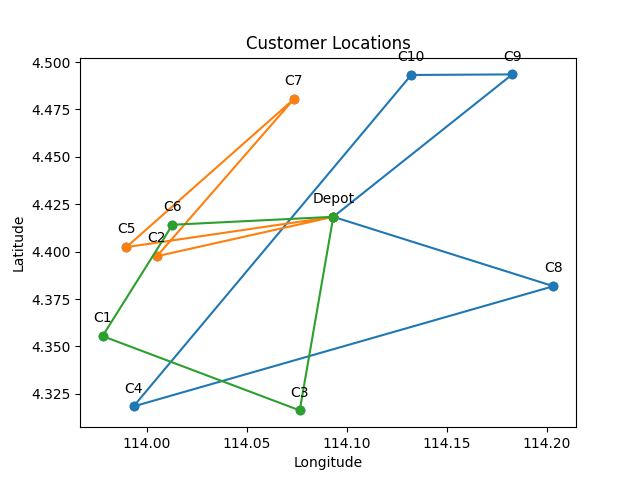 Customer Locations
C10
C9
4.500
C7
4.475
4.450
Depot
4.425
C6
C5
C2
4.400
C8
4.375
C1
4.350
C4
C3
4.325
114.00
114.05
114.10
114.15
114.20
Longitude
Latitude